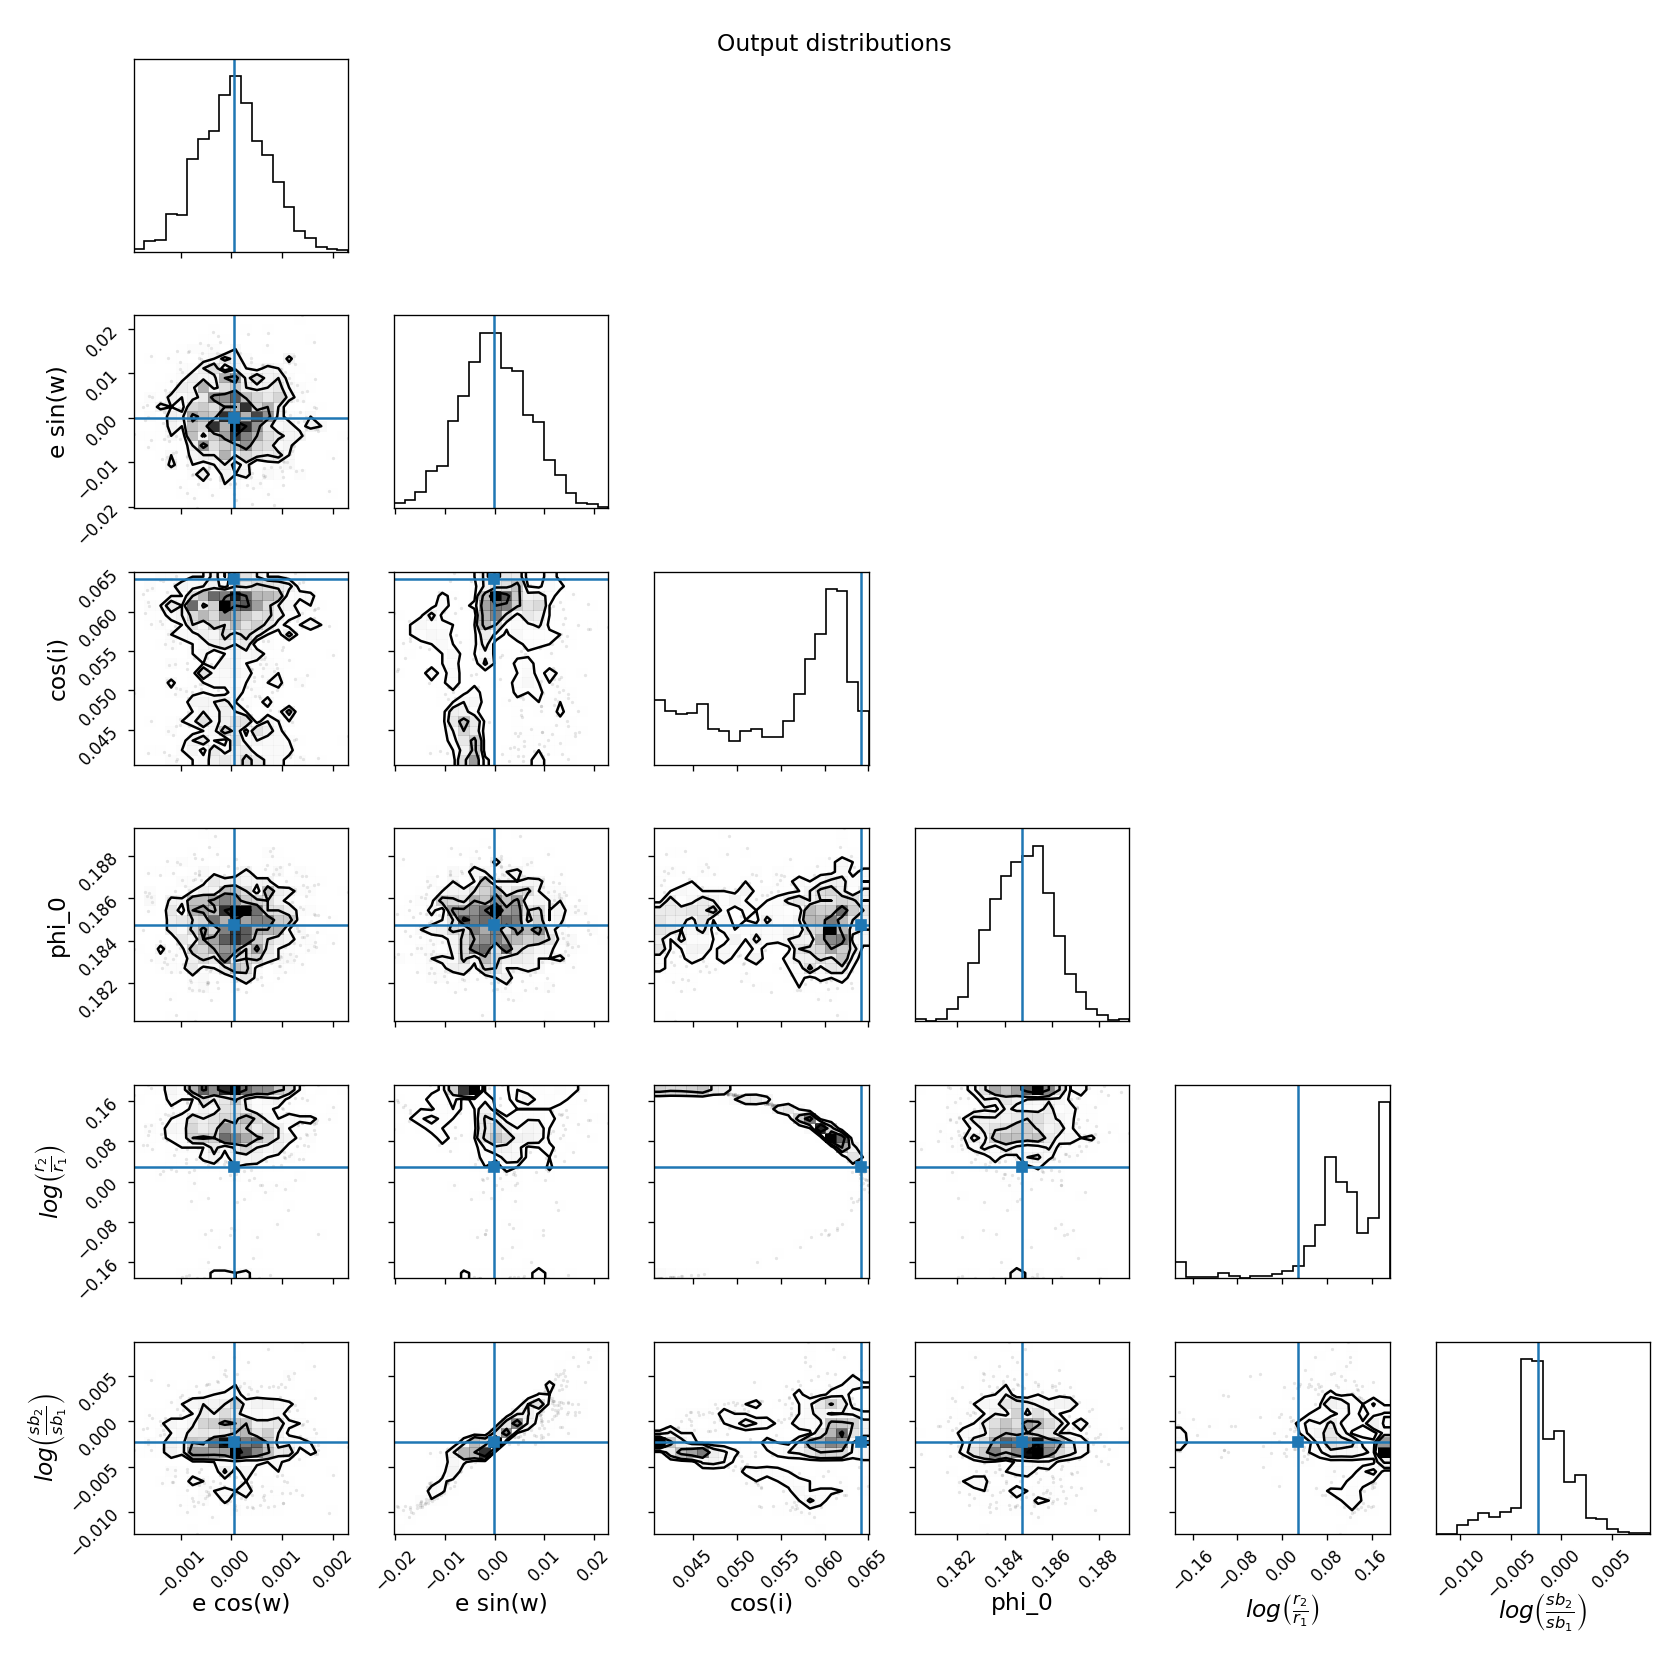 Output distributions
e sin(w)
0.02
0.01
0.00
−0.01
−0.02
cos(i)
0.065
0.060
0.055
0.050
0.045
phi_0
0.188
0.186
0.184
0.182
log(r₂/r₁)
0.16
0.08
0.00
−0.08
−0.16
log(sb₂/sb₁)
0.005
0.000
−0.005
−0.010
−0.001 0.000 0.001 0.002
−0.02 −0.01 0.00 0.01 0.02
0.045 0.050 0.055 0.060 0.065
0.182 0.184 0.186 0.188
−0.16 −0.08 0.00 0.08 0.16
−0.010 −0.005 0.000 0.005
e cos(w)
e sin(w)
cos(i)
phi_0
log(r₂/r₁)
log(sb₂/sb₁)